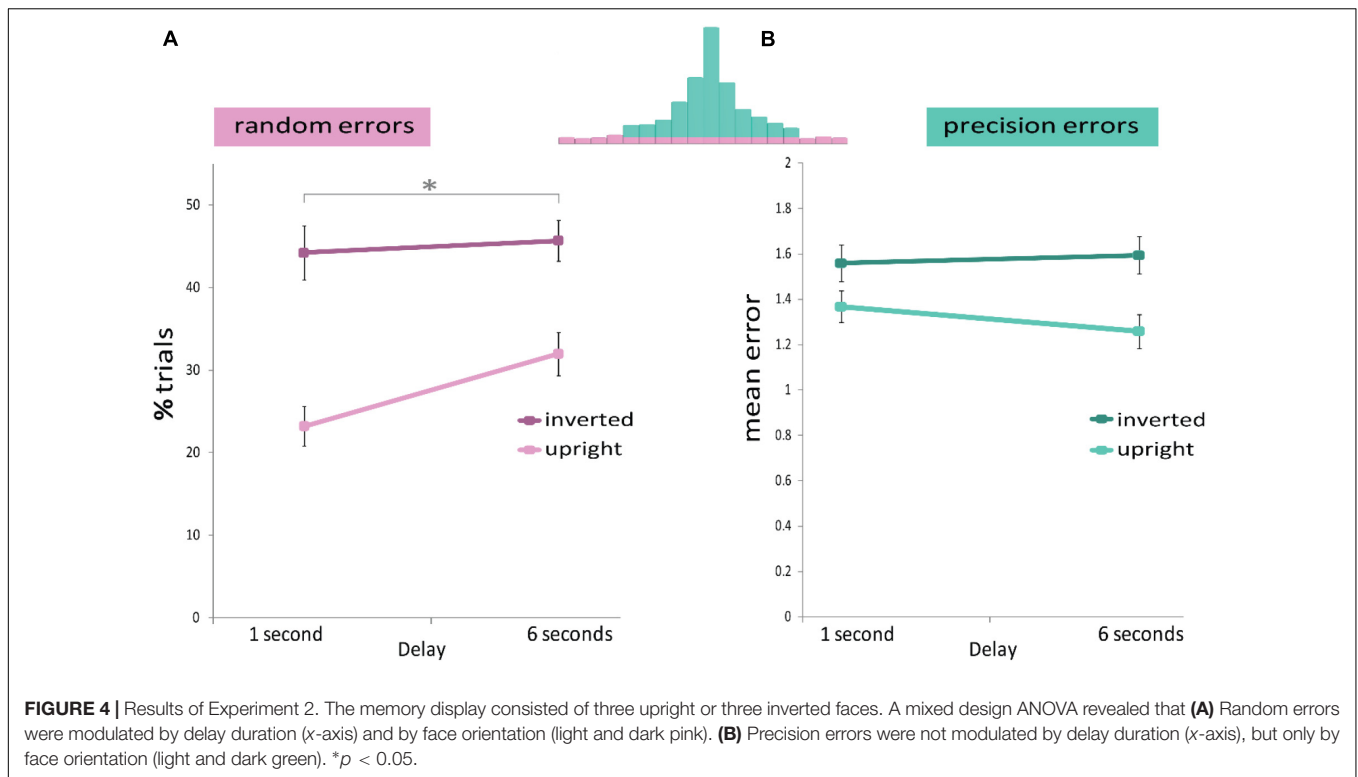 A
B
random errors
precision errors
*
50
40
30
20
10
0
% trials
inverted
upright
1 second
6 seconds
Delay
2
1.8
1.6
1.4
1.2
1
0.8
0.6
0.4
0.2
0
mean error
inverted
upright
1 second
6 seconds
Delay
FIGURE 4 | Results of Experiment 2. The memory display consisted of three upright or three inverted faces. A mixed design ANOVA revealed that (A) Random errors
were modulated by delay duration (x-axis) and by face orientation (light and dark pink). (B) Precision errors were not modulated by delay duration (x-axis), but only by
face orientation (light and dark green). *p < 0.05.